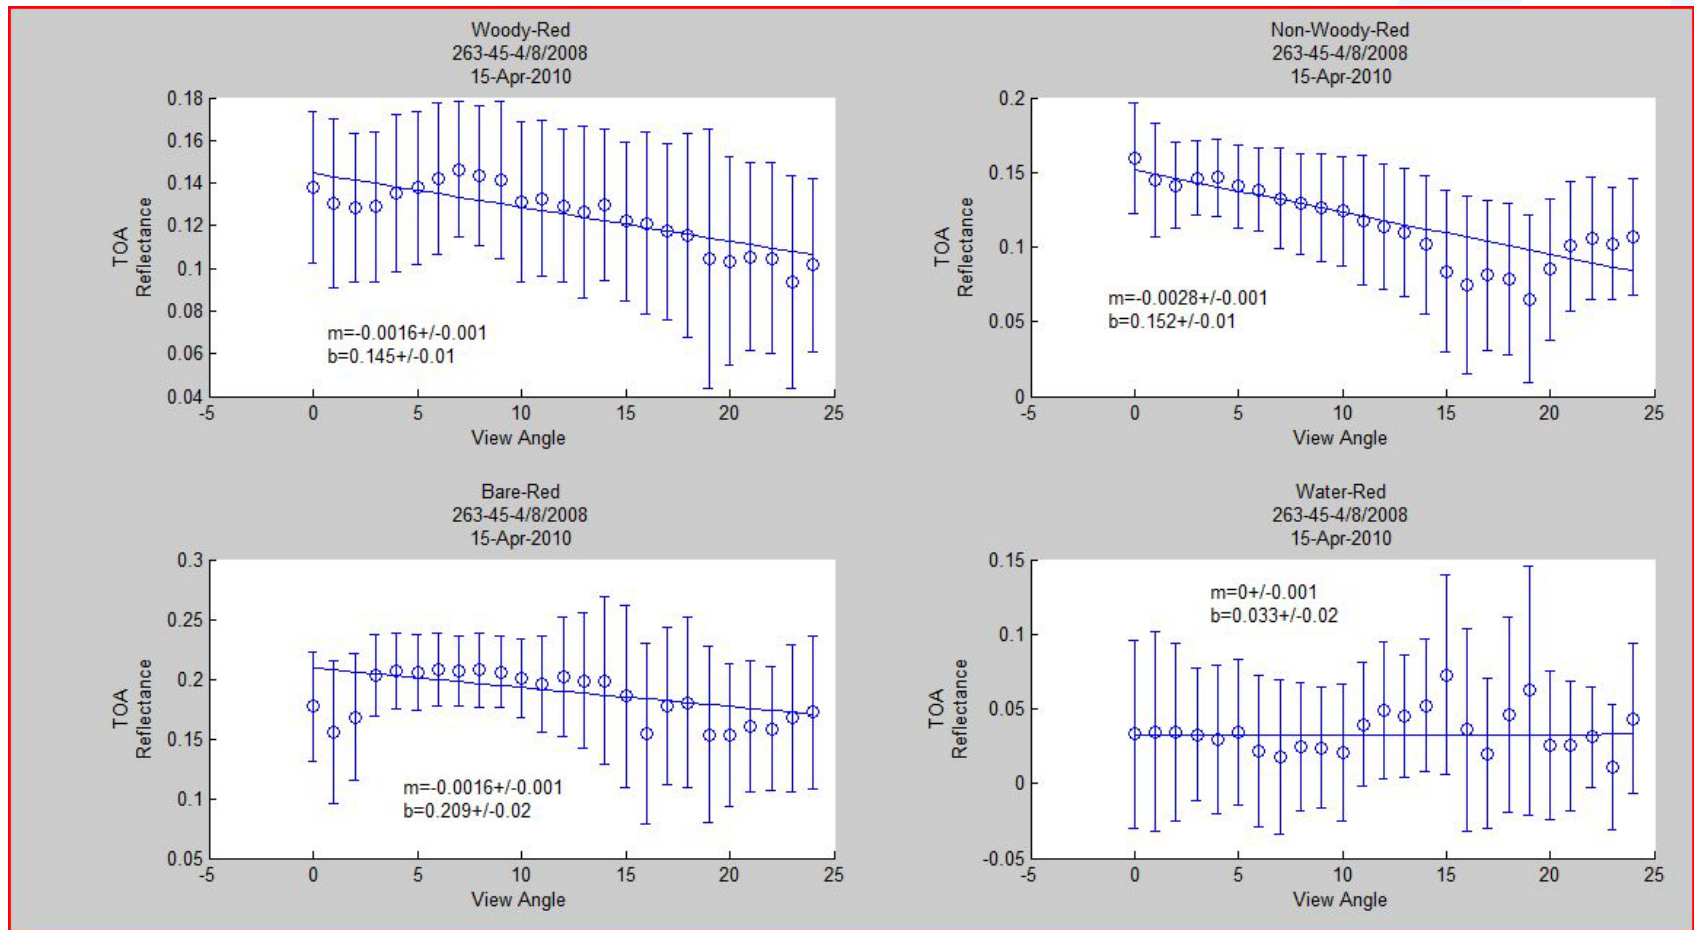 Woody-Red
263-45-4/8/2008
15-Apr-2010
0.18
0.16
0.14
0.12
0.1
0.08
0.06
0.04
TOA
Reflectance
m=-0.0016+/-0.001
b=0.145+/-0.01
-5
0
5
10
15
20
25
View Angle
Non-Woody-Red
263-45-4/8/2008
15-Apr-2010
0.2
0.15
0.1
0.05
0
TOA
Reflectance
m=-0.0028+/-0.001
b=0.152+/-0.01
-5
0
5
10
15
20
25
View Angle
Bare-Red
263-45-4/8/2008
15-Apr-2010
0.3
0.25
0.2
0.15
0.1
0.05
TOA
Reflectance
m=-0.0016+/-0.001
b=0.209+/-0.02
-5
0
5
10
15
20
25
View Angle
Water-Red
263-45-4/8/2008
15-Apr-2010
0.15
0.1
0.05
0
-0.05
TOA
Reflectance
m=0+/-0.001
b=0.033+/-0.02
-5
0
5
10
15
20
25
View Angle